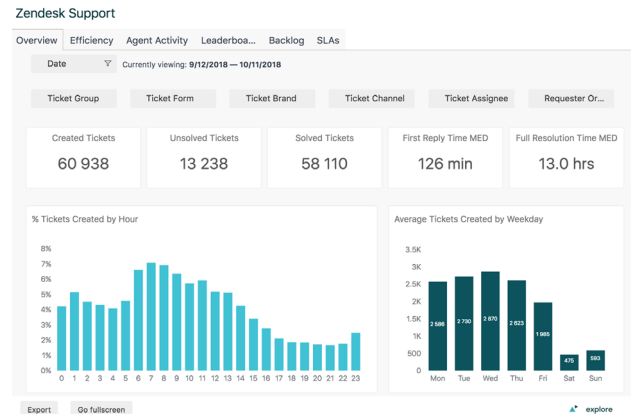 Zendesk Support
Overview Efficiency Agent Activity Leaderboa... Backlog SLAs
Date Currently viewing: 9/12/2018 — 10/11/2018
Ticket Group Ticket Form Ticket Brand Ticket Channel Ticket Assignee Requester Or...
Created Tickets Unsolved Tickets Solved Tickets First Reply Time MED Full Resolution Time MED
60 938 13 238 58 110 126 min 13.0 hrs
% Tickets Created by Hour
8%
7%
6%
5%
4%
3%
2%
1%
0%
0 1 2 3 4 5 6 7 8 9 10 11 12 13 14 15 16 17 18 19 20 21 22 23
Average Tickets Created by Weekday
3.5K
3K
2.5K
2K
1.5K
1K
500
0
2 586 2 730 2 870 2 623 1 985 475 593
Mon Tue Wed Thu Fri Sat Sun
Export Go fullscreen explore